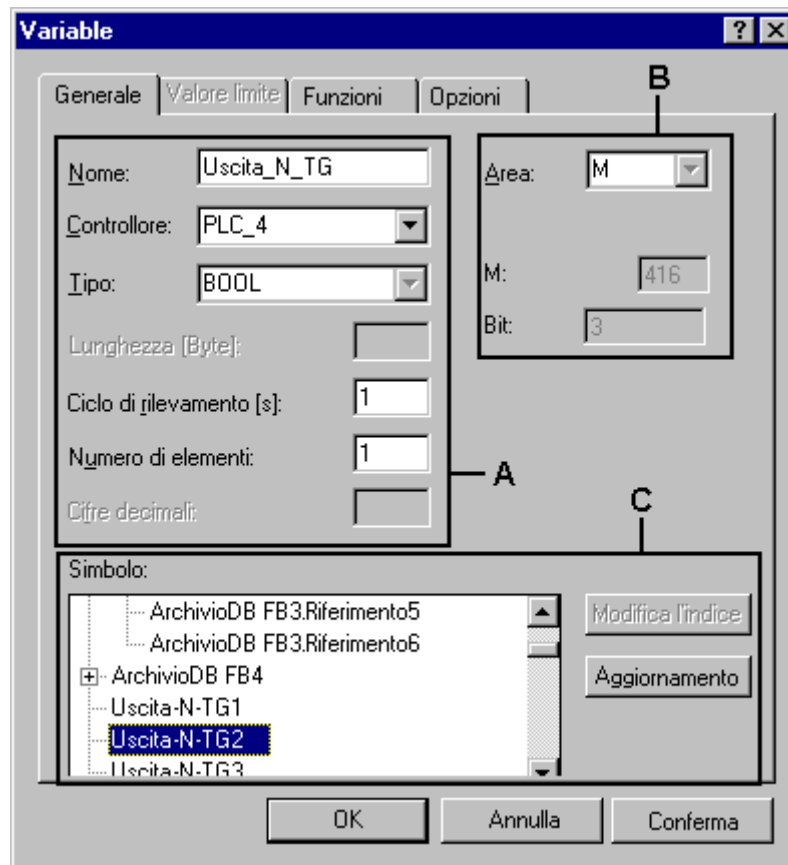 Variable
Generale Valore limite Funzioni Opzioni
B
Nome: Uscita_N_TG
Controllore: PLC_4
Tipo: BOOL
Lunghezza [Byte]:
Ciclo di rilevamento [s]: 1
Numero di elementi: 1
Cifre decimali:
A
Area: M
M: 416
Bit: 3
C
Simbolo:
ArchivioDB FB3.Riferimento5
ArchivioDB FB3.Riferimento6
ArchivioDB FB4
Uscita-N-TG1
Uscita-N-TG2
Uscita-N-TG3
Modifica l'indice
Aggiornamento
OK Annulla Conferma